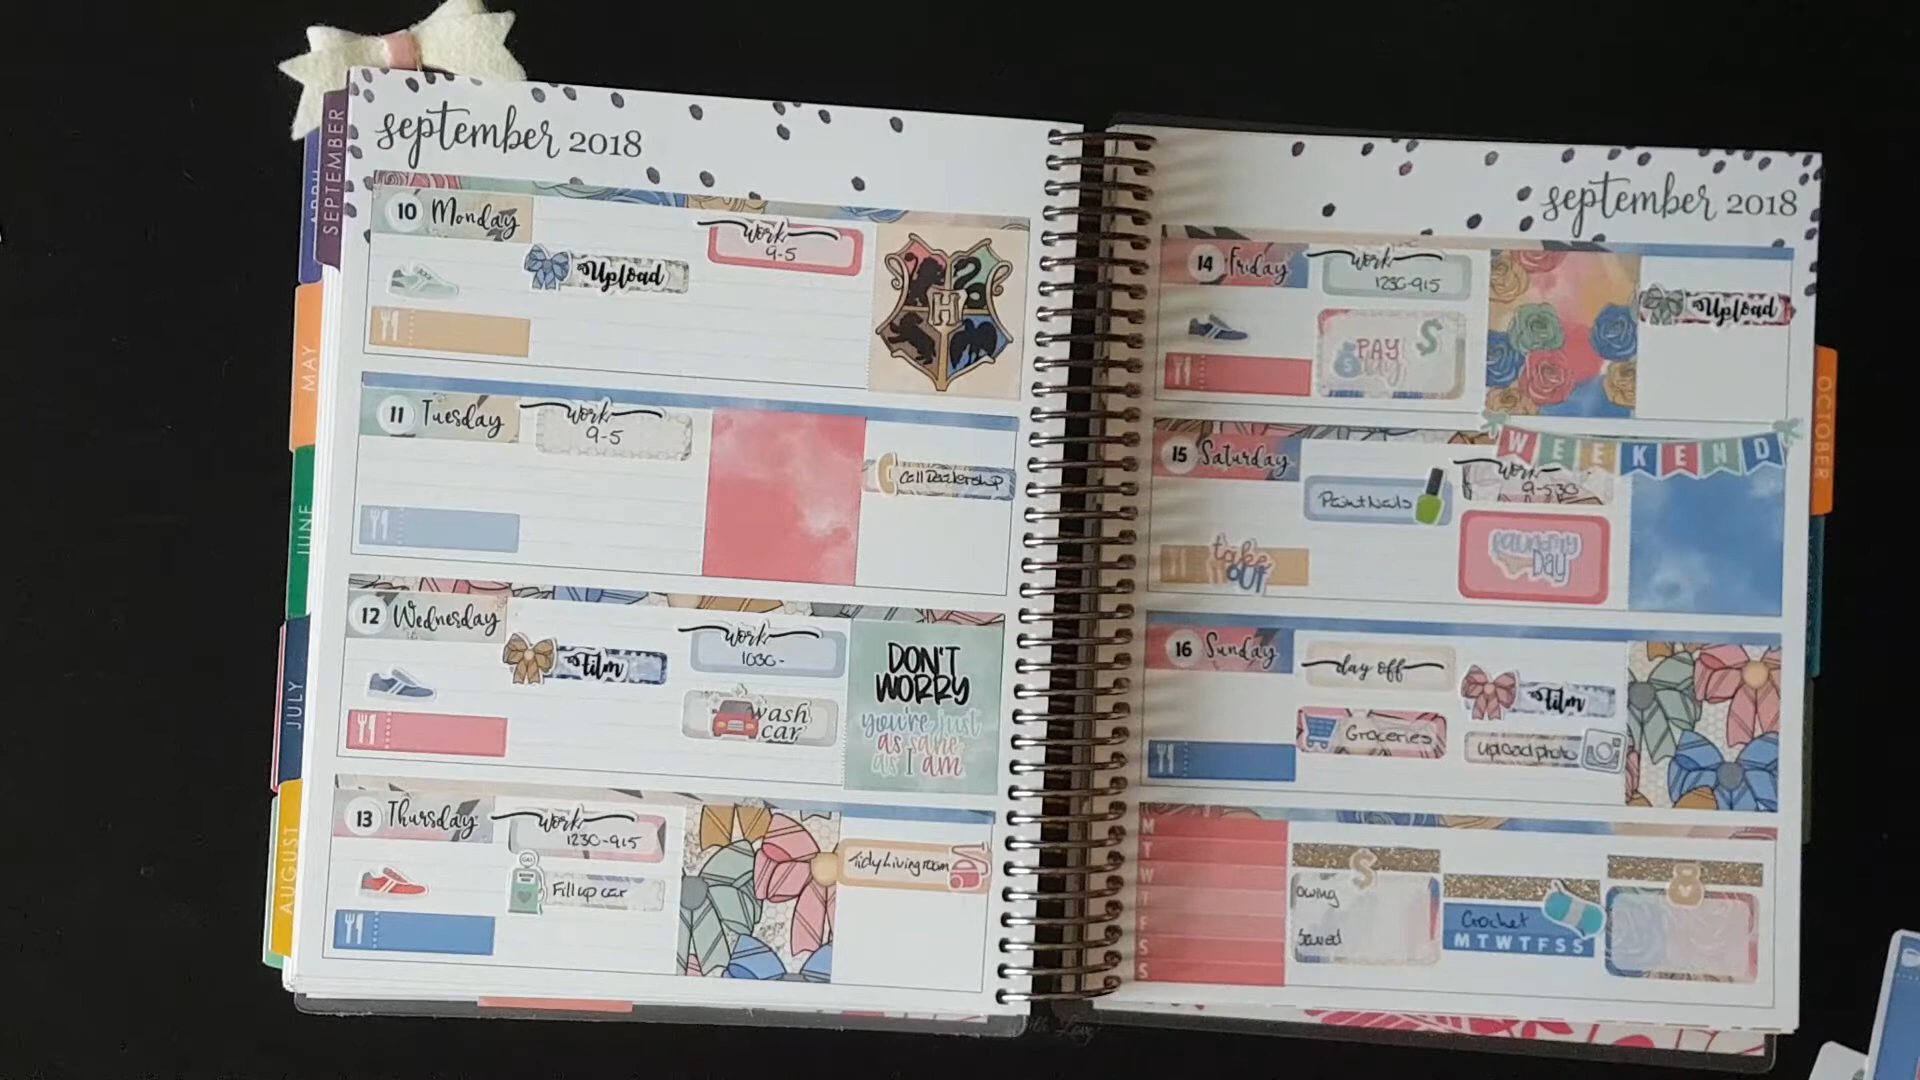 september 2018
SEPTEMBER
MAY
JUNE
JULY
AUGUST
10 Monday
Upload
work
9-5
H
11 Tuesday
work
9-5
Call Dealership
12 Wednesday
Film
work
1030-
wash
car
DON'T
WORRY
you're just
as sane
as I am
13 Thursday
work
1230-915
Fill up car
Tidy Living room
september 2018
OCTOBER
14 Friday
work
1230-915
PAY
day
$
Upload
WEEKEND
15 Saturday
Paint Nails
work
9-530
take
OUT
Laundry
DAY
16 Sunday
day off
Groceries
Film
upload photo
M
T
W
T
F
S
S
$
owing
Saved
Crochet
M T W T F S S